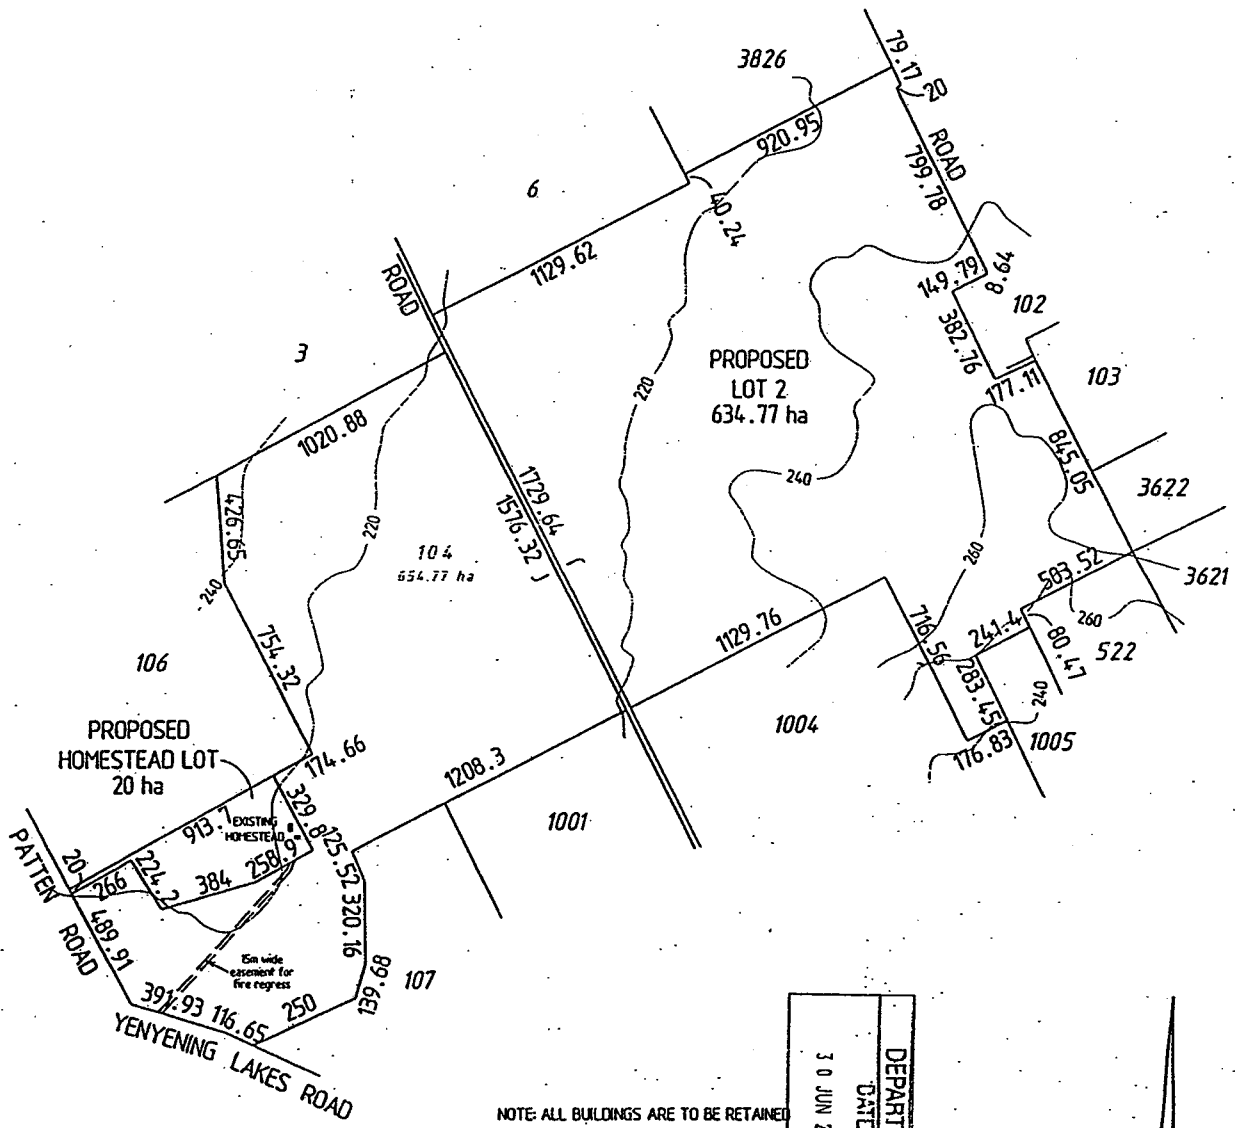 3826
79.17
20
ROAD
920.95
799.78
6
40.24
1129.62
ROAD
149.79
8.64
102
382.76
3
PROPOSED
LOT 2
634.77 ha
220
177.11
103
1020.88
845.05
240
3622
426.65
1729.64
1576.32
220
104
654.77 ha
260
583.52
3621
240
754.32
1129.76
716.56
241.4
260
80.47
522
106
283.45
240
1004
176.83
1005
PROPOSED
HOMESTEAD LOT
20 ha
174.66
1208.3
329.8
913.7
EXISTING
HOMESTEAD
1001
125.52
PATTEN
ROAD
20
266
224.2
384
258.9
320.16
489.91
15m wide
easement for
fire regress
139.68
107
391.93
116.65
250
YENYENING LAKES ROAD
DEPART
DATE
30 JUN 2
NOTE: ALL BUILDINGS ARE TO BE RETAINED